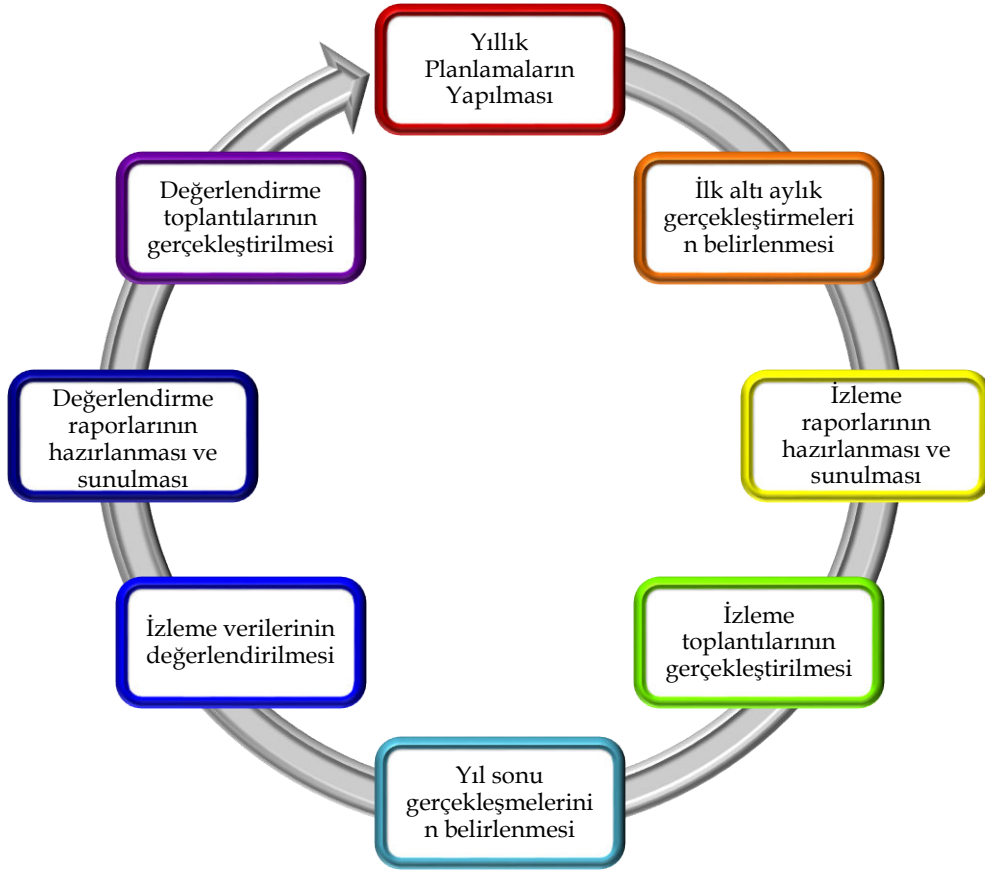 Yıllık
Planlamaların
Yapılması
İlk altı aylık
gerçekleştirmeleri
n belirlenmesi
İzleme
raporlarının
hazırlanması ve
sunulması
İzleme
toplantılarının
gerçekleştirilmesi
Yıl sonu
gerçekleşmelerini
n belirlenmesi
İzleme verilerinin
değerlendirilmesi
Değerlendirme
raporlarının
hazırlanması ve
sunulması
Değerlendirme
toplantılarının
gerçekleştirilmesi